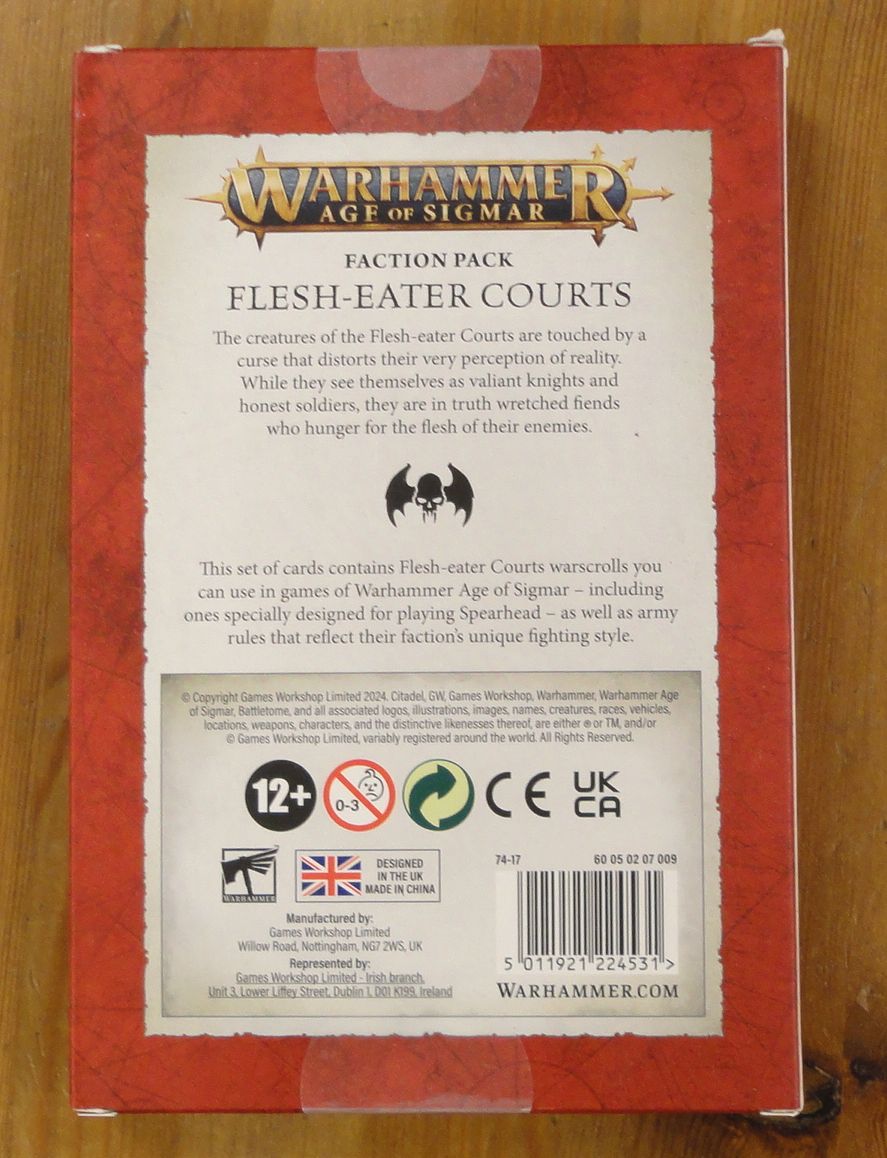 WARHAMMER
AGE OF SIGMAR
FACTION PACK
FLESH-EATER COURTS
The creatures of the Flesh-eater Courts are touched by a
curse that distorts their very perception of reality.
While they see themselves as valiant knights and
honest soldiers, they are in truth wretched fiends
who hunger for the flesh of their enemies.
This set of cards contains Flesh-eater Courts warscrolls you
can use in games of Warhammer Age of Sigmar – including
ones specially designed for playing Spearhead – as well as army
rules that reflect their faction's unique fighting style.
© Copyright Games Workshop Limited 2024. Citadel, GW, Games Workshop, Warhammer, Warhammer Age
of Sigmar, Battletome, and all associated logos, illustrations, images, names, creatures, races, vehicles,
locations, weapons, characters, and the distinctive likenesses thereof, are either ® or TM, and/or
© Games Workshop Limited, variably registered around the world. All Rights Reserved.
12+
0-3
CE
UK
CA
WARHAMMER
DESIGNED
IN THE UK
MADE IN CHINA
Manufactured by:
Games Workshop Limited
Willow Road, Nottingham, NG7 2WS, UK
Represented by:
Games Workshop Limited - Irish branch,
Unit 3, Lower Liffey Street, Dublin 1, D01 K199, Ireland
74-17 60 05 02 07 009
5 011921 224531 >
WARHAMMER.COM